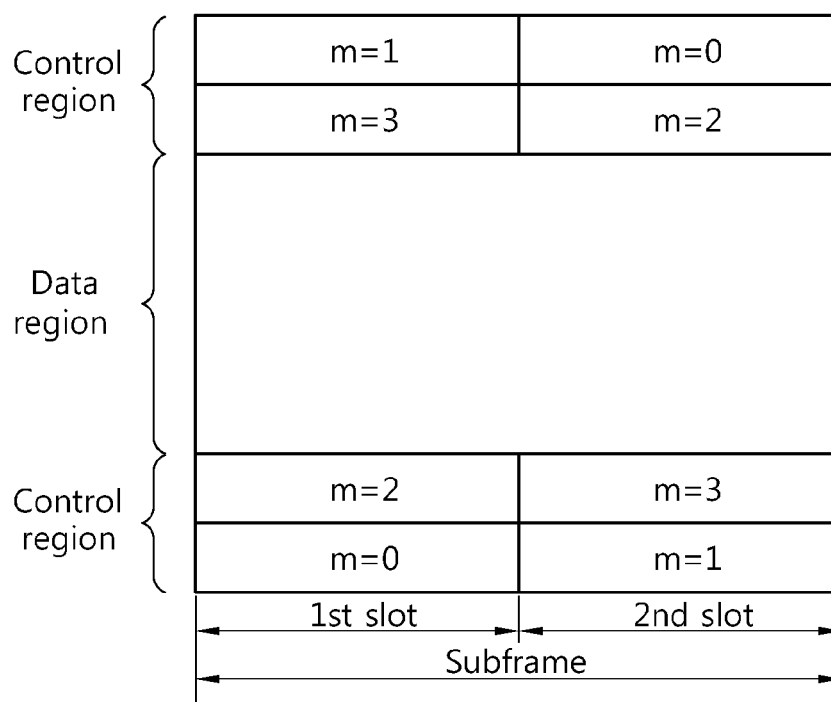 Control
region
m=1
m=0
m=3
m=2
Data
region
Control
region
m=2
m=3
m=0
m=1
1st slot
2nd slot
Subframe